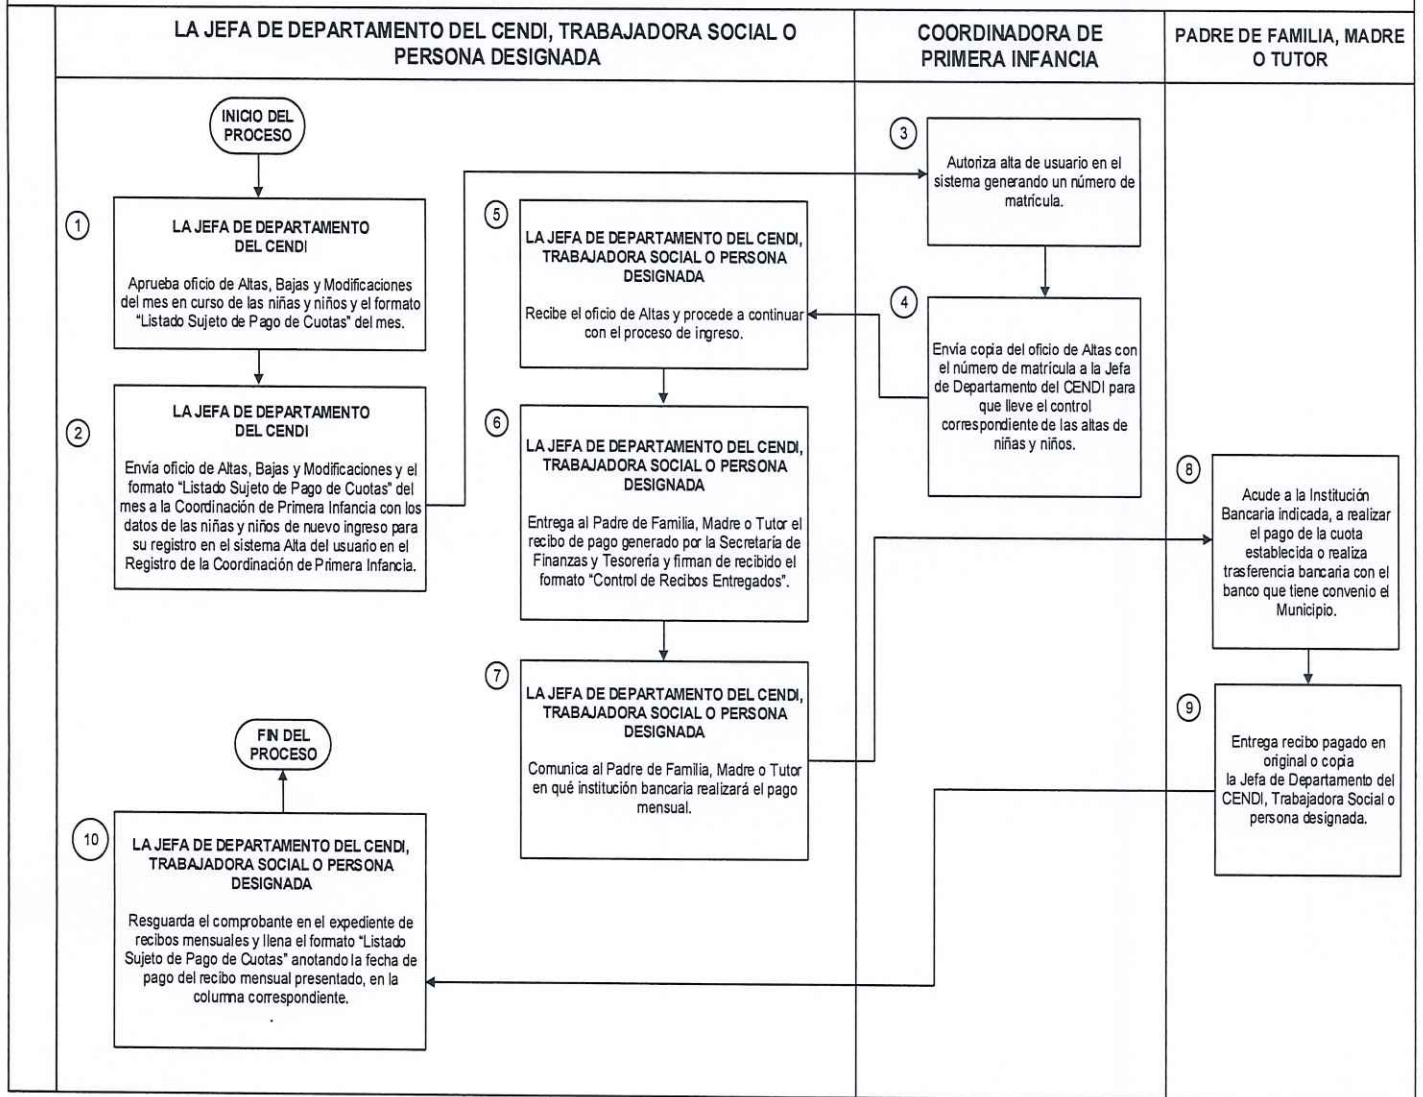 LA JEFA DE DEPARTAMENTO DEL CENDI, TRABAJADORA SOCIAL O
PERSONA DESIGNADA
COORDINADORA DE
PRIMERA INFANCIA
PADRE DE FAMILIA, MADRE
O TUTOR
INICIO DEL
PROCESO
1
LA JEFA DE DEPARTAMENTO
DEL CENDI
Aprueba oficio de Altas, Bajas y Modificaciones
del mes en curso de las niñas y niños y el formato
"Listado Sujeto de Pago de Cuotas" del mes.
2
LA JEFA DE DEPARTAMENTO
DEL CENDI
Envía oficio de Altas, Bajas y Modificaciones y el
formato "Listado Sujeto de Pago de Cuotas" del
mes a la Coordinación de Primera Infancia con los
datos de las niñas y niños de nuevo ingreso para
su registro en el sistema Alta del usuario en el
Registro de la Coordinación de Primera Infancia.
3
Autoriza alta de usuario en el
sistema generando un número de
matrícula.
4
Envía copia del oficio de Altas con
el número de matrícula a la Jefa
de Departamento del CENDI para
que lleve el control
correspondiente de las altas de
niñas y niños.
5
LA JEFA DE DEPARTAMENTO DEL CENDI,
TRABAJADORA SOCIAL O PERSONA
DESIGNADA
Recibe el oficio de Altas y procede a continuar
con el proceso de ingreso.
6
LA JEFA DE DEPARTAMENTO DEL CENDI,
TRABAJADORA SOCIAL O PERSONA
DESIGNADA
Entrega al Padre de Familia, Madre o Tutor el
recibo de pago generado por la Secretaría de
Finanzas y Tesorería y firman de recibido el
formato "Control de Recibos Entregados".
7
LA JEFA DE DEPARTAMENTO DEL CENDI,
TRABAJADORA SOCIAL O PERSONA
DESIGNADA
Comunica al Padre de Familia, Madre o Tutor
en qué institución bancaria realizará el pago
mensual.
8
Acude a la Institución
Bancaria indicada, a realizar
el pago de la cuota
establecida o realiza
trasferencia bancaria con el
banco que tiene convenio el
Municipio.
9
Entrega recibo pagado en
original o copia
la Jefa de Departamento del
CENDI, Trabajadora Social o
persona designada.
10
LA JEFA DE DEPARTAMENTO DEL CENDI,
TRABAJADORA SOCIAL O PERSONA
DESIGNADA
Resguarda el comprobante en el expediente de
recibos mensuales y llena el formato "Listado
Sujeto de Pago de Cuotas" anotando la fecha de
pago del recibo mensual presentado, en la
columna correspondiente.
.
FIN DEL
PROCESO